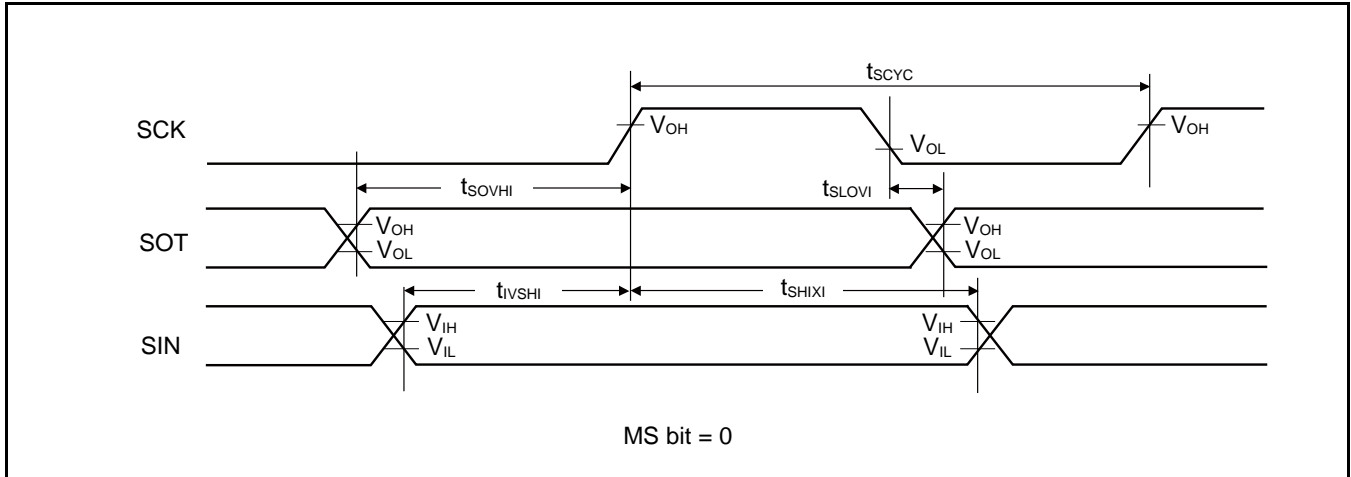 tSCYC
SCK
VOH
VOL
VOH
tSOVHI
tSLOVI
SOT
VOH
VOL
VOH
VOL
tIVSHI
tSHIXI
SIN
VIH
VIL
VIH
VIL
MS bit = 0